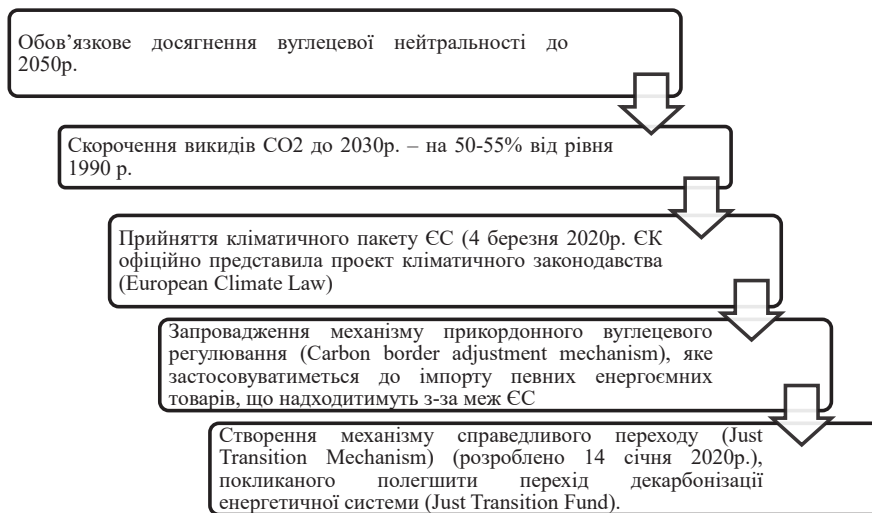 Обов’язкове досягнення вуглецевої нейтральності до
2050р.
Скорочення викидів СО2 до 2030р. – на 50-55% від рівня
1990 р.
Прийняття кліматичного пакету ЄС (4 березня 2020р. ЄК
офіційно представила проект кліматичного законодавства
(European Climate Law)
Запровадження механізму прикордонного вуглецевого
регулювання (Carbon border adjustment mechanism), яке
застосовуватиметься до імпорту певних енергоємних
товарів, що надходитимуть з-за меж ЄС
Створення механізму справедливого переходу (Just
Transition Mechanism) (розроблено 14 січня 2020р.),
покликаного полегшити перехід декарбонізації
енергетичної системи (Just Transition Fund).